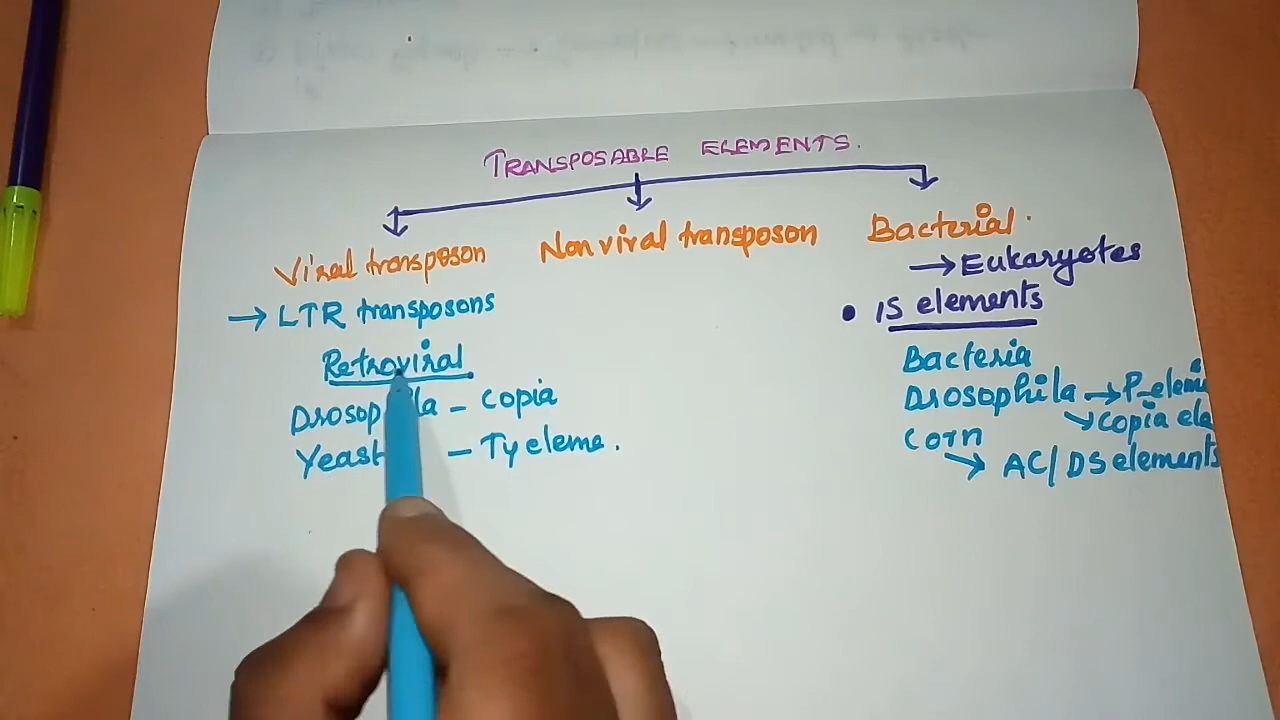 TRANSPOSABLE ELEMENTS.
Viral transposon
Non viral transposon
Bacterial.
→ LTR transposons
Retroviral
– copia
Yeast – Ty eleme.
→ Eukaryotes
• IS elements
Bacteria
Drosophila → P-eleme
↘ copia ele
Corn
→ AC/DS elements